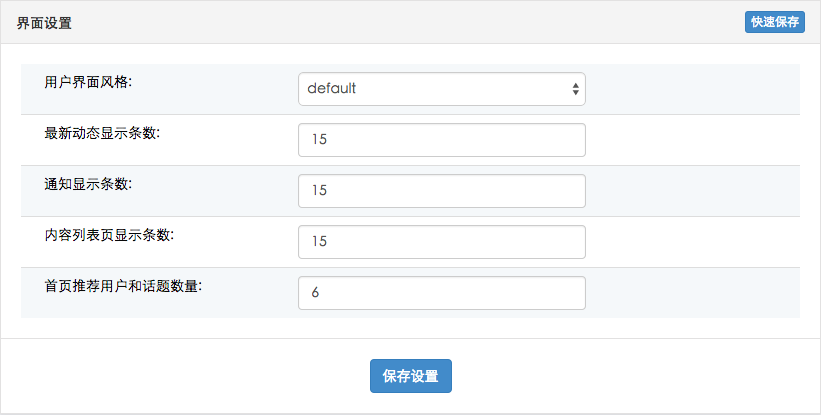 界面设置
快速保存
用户界面风格:
default
最新动态显示条数:
15
通知显示条数:
15
内容列表页显示条数:
15
首页推荐用户和话题数量:
6
保存设置